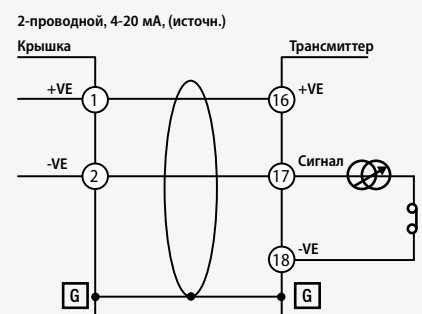 2-проводной, 4-20 мА, (источн.)
Крышка Трансмиттер
+VE 1 16 +VE
-VE 2 17 Сигнал
18 -VE
G G